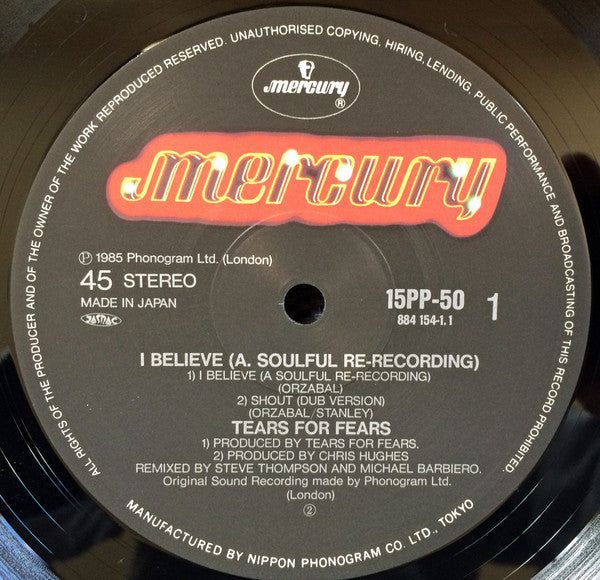 ALL RIGHTS OF THE PRODUCER AND OF THE OWNER OF THE WORK REPRODUCED RESERVED. UNAUTHORISED COPYING, HIRING, LENDING, PUBLIC PERFORMANCE AND BROADCASTING OF THIS RECORD PROHIBITED.
mercury
®
mercury
℗ 1985 Phonogram Ltd. (London)
45 STEREO
MADE IN JAPAN
JASRAC
15PP-50
884 154-1.1
1
I BELIEVE (A. SOULFUL RE-RECORDING)
1) I BELIEVE (A SOULFUL RE-RECORDING)
(ORZABAL)
2) SHOUT (DUB VERSION)
(ORZABAL/STANLEY)
TEARS FOR FEARS
1) PRODUCED BY TEARS FOR FEARS.
2) PRODUCED BY CHRIS HUGHES
REMIXED BY STEVE THOMPSON AND MICHAEL BARBIERO.
Original Sound Recording made by Phonogram Ltd.
(London)
②
MANUFACTURED BY NIPPON PHONOGRAM CO. LTD., TOKYO